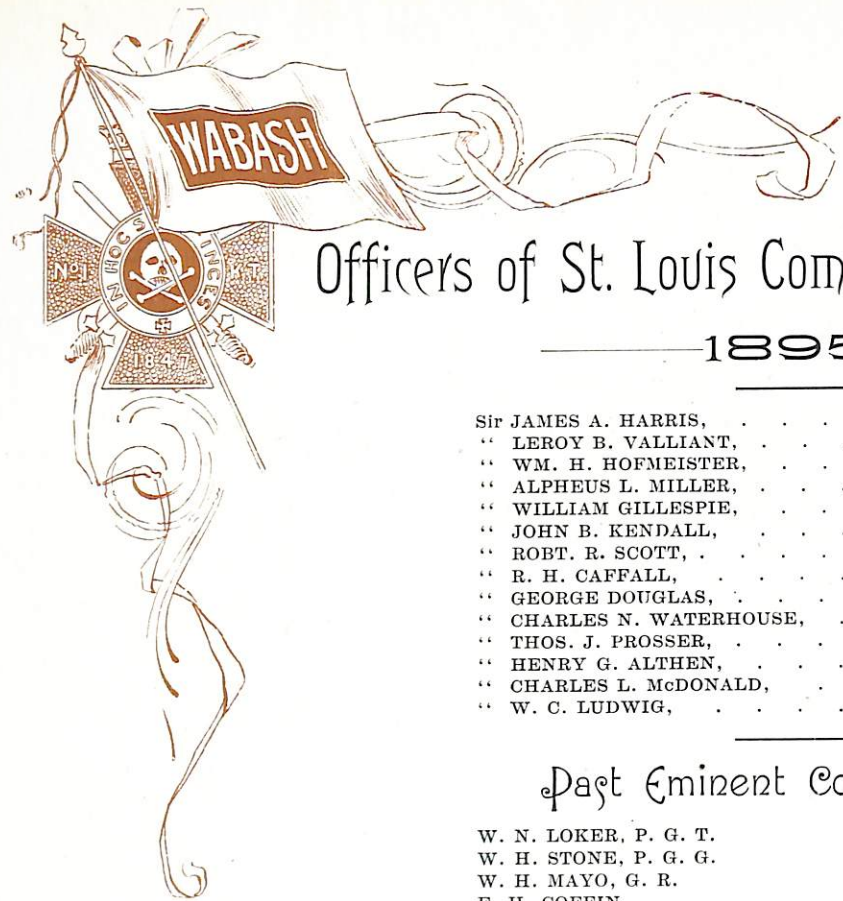 WABASH
No 1
IN HOC S
INCES
K.T.
1847
Officers of St. Louis Com
1895
Sir JAMES A. HARRIS, . . .
“ LEROY B. VALLIANT, . . .
“ WM. H. HOFMEISTER, . . .
“ ALPHEUS L. MILLER, . . .
“ WILLIAM GILLESPIE, . . .
“ JOHN B. KENDALL, . . .
“ ROBT. R. SCOTT, . . . . .
“ R. H. CAFFALL, . . . .
“ GEORGE DOUGLAS, . . . .
“ CHARLES N. WATERHOUSE, .
“ THOS. J. PROSSER, . . . .
“ HENRY G. ALTHEN, . . . .
“ CHARLES L. McDONALD, . .
“ W. C. LUDWIG, . . . .
Past Eminent Co
W. N. LOKER, P. G. T.
W. H. STONE, P. G. G.
W. H. MAYO, G. R.